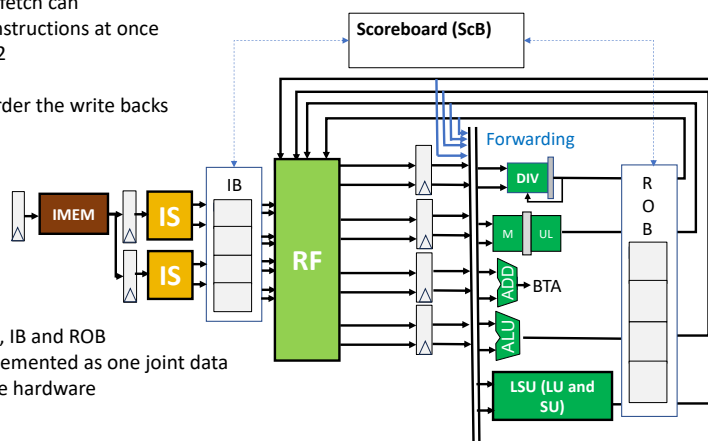 fetch can
nstructions at once
2
rder the write backs
, IB and ROB
emented as one joint data
e hardware
Scoreboard (ScB)
Forwarding
IB
IMEM
IS
IS
RF
DIV
M UL
ADD
BTA
ALU
LSU (LU and
SU)
R
O
B